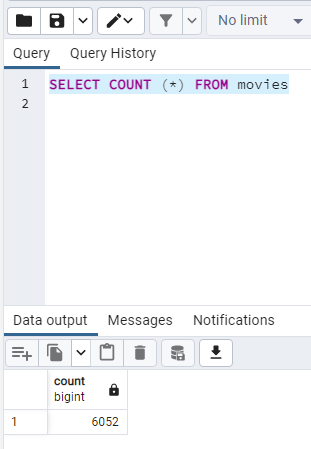 No limit
Query Query History
1 SELECT COUNT (*) FROM movies
2
Data output Messages Notifications
count
bigint
1 6052